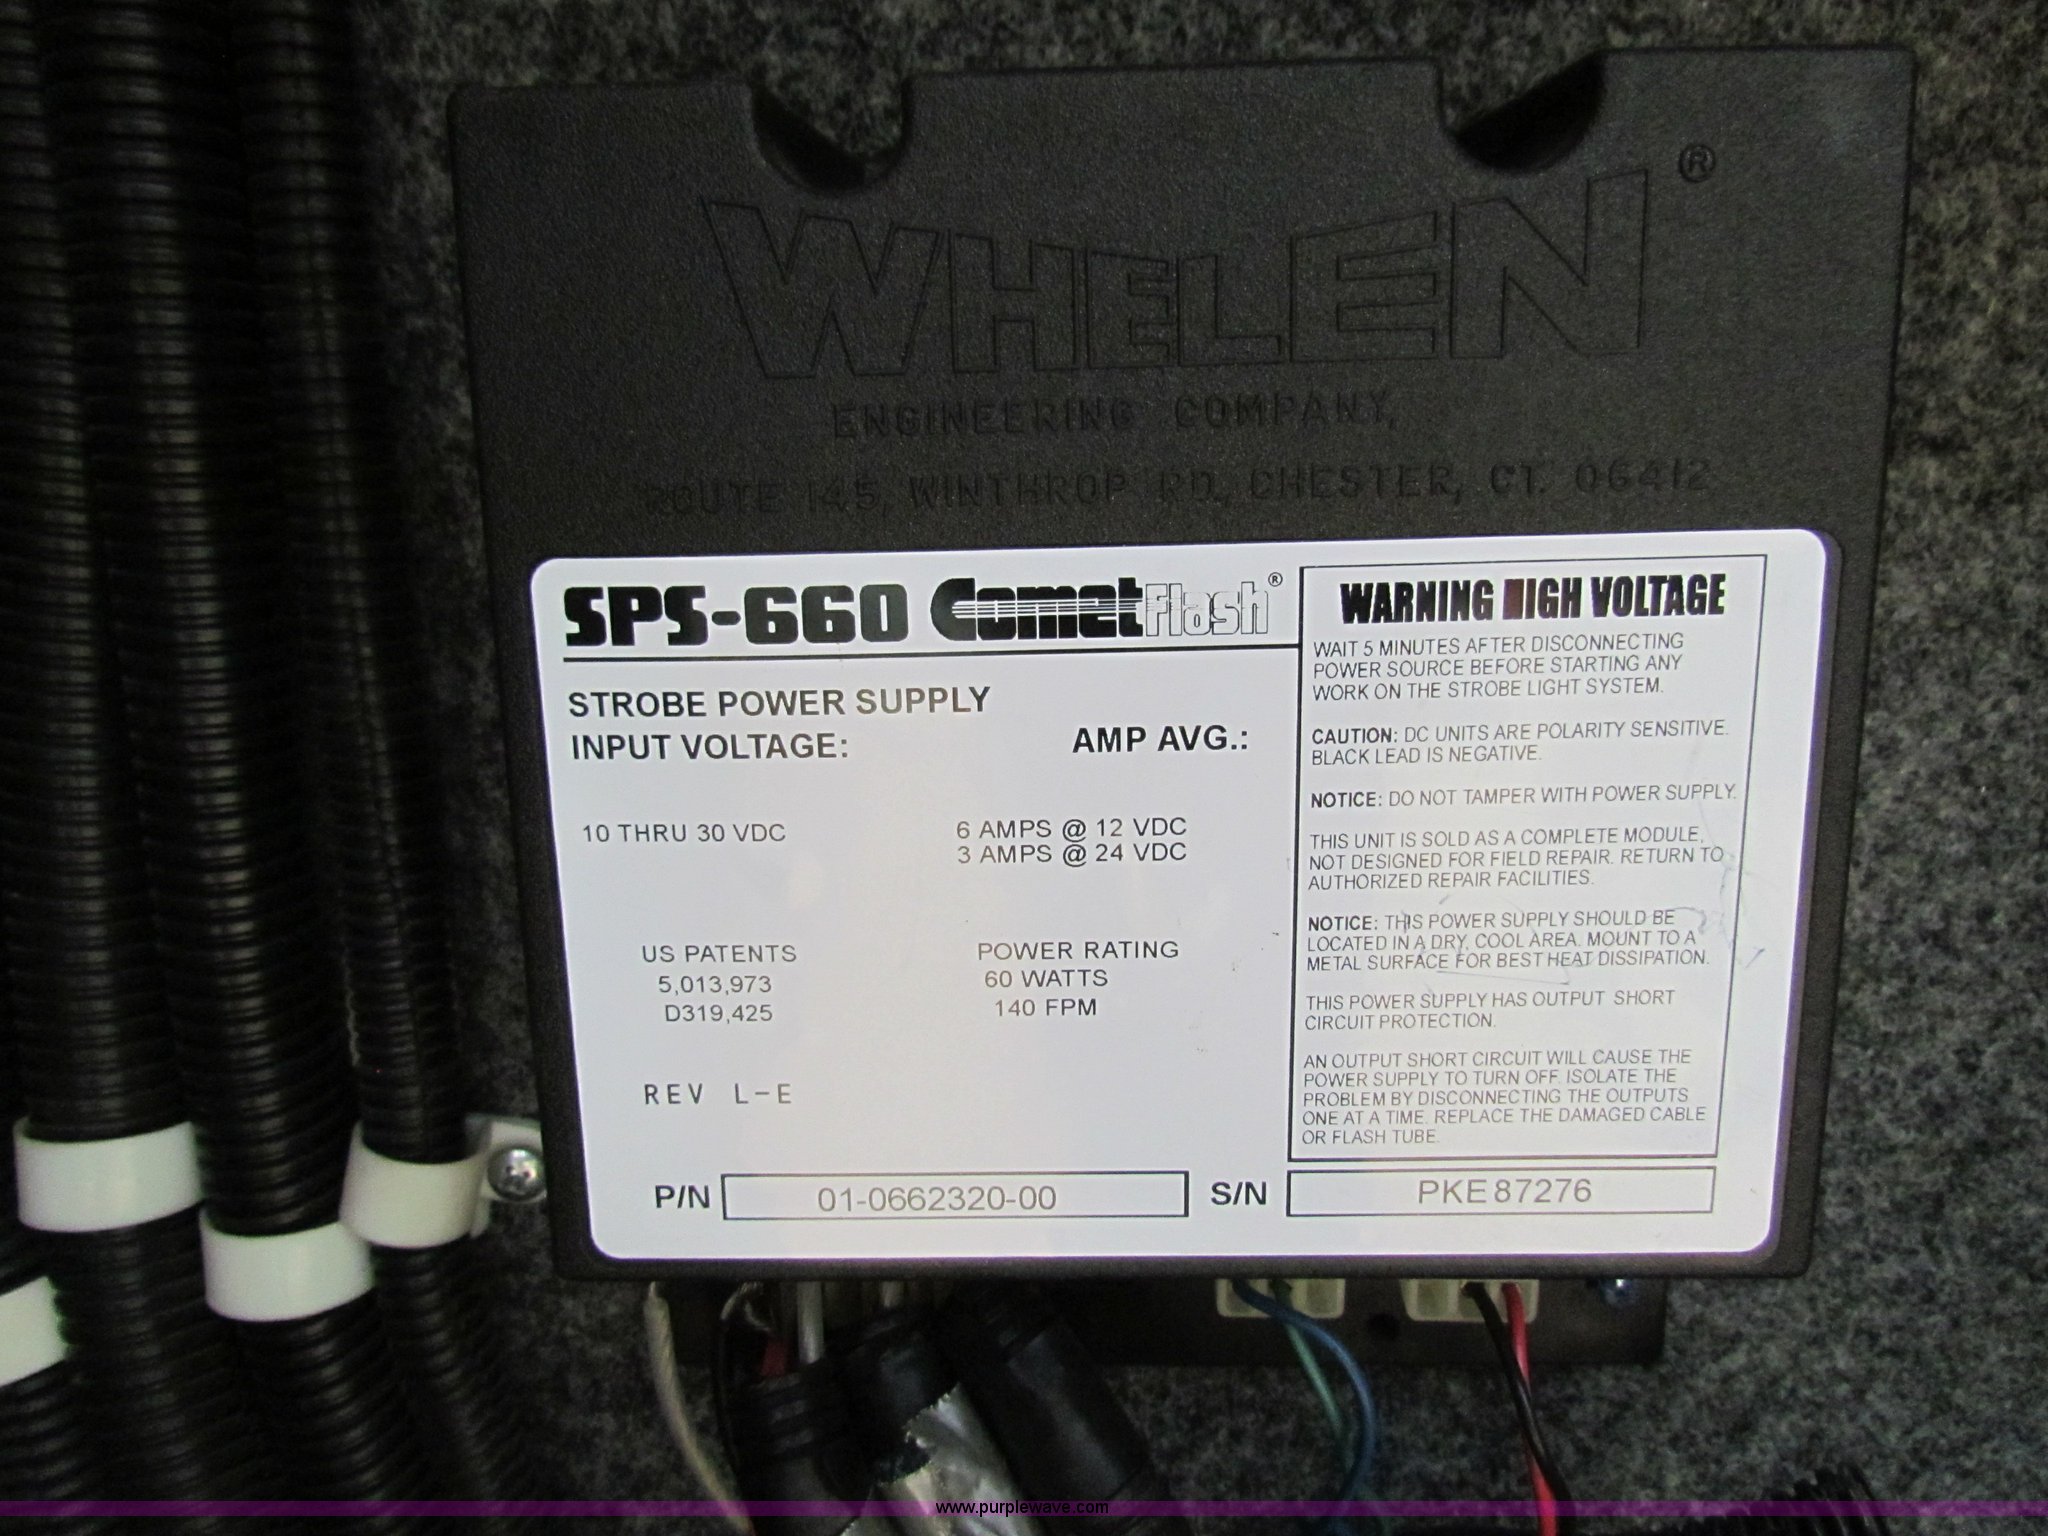 WHELEN®
ENGINEERING COMPANY,
ROUTE 145, WINTHROP RD, CHESTER, CT. 06412
SPS-660 CometFlash®
STROBE POWER SUPPLY
INPUT VOLTAGE:
AMP AVG.:
10 THRU 30 VDC
6 AMPS @ 12 VDC
3 AMPS @ 24 VDC
US PATENTS
5,013,973
D319,425
POWER RATING
60 WATTS
140 FPM
REV L-E
WARNING HIGH VOLTAGE
WAIT 5 MINUTES AFTER DISCONNECTING
POWER SOURCE BEFORE STARTING ANY
WORK ON THE STROBE LIGHT SYSTEM.
CAUTION: DC UNITS ARE POLARITY SENSITIVE.
BLACK LEAD IS NEGATIVE.
NOTICE: DO NOT TAMPER WITH POWER SUPPLY.
THIS UNIT IS SOLD AS A COMPLETE MODULE,
NOT DESIGNED FOR FIELD REPAIR. RETURN TO
AUTHORIZED REPAIR FACILITIES.
NOTICE: THIS POWER SUPPLY SHOULD BE
LOCATED IN A DRY, COOL AREA. MOUNT TO A
METAL SURFACE FOR BEST HEAT DISSIPATION.
THIS POWER SUPPLY HAS OUTPUT SHORT
CIRCUIT PROTECTION.
AN OUTPUT SHORT CIRCUIT WILL CAUSE THE
POWER SUPPLY TO TURN OFF. ISOLATE THE
PROBLEM BY DISCONNECTING THE OUTPUTS
ONE AT A TIME. REPLACE THE DAMAGED CABLE
OR FLASH TUBE.
P/N 01-0662320-00
S/N PKE87276
www.purplewave.com